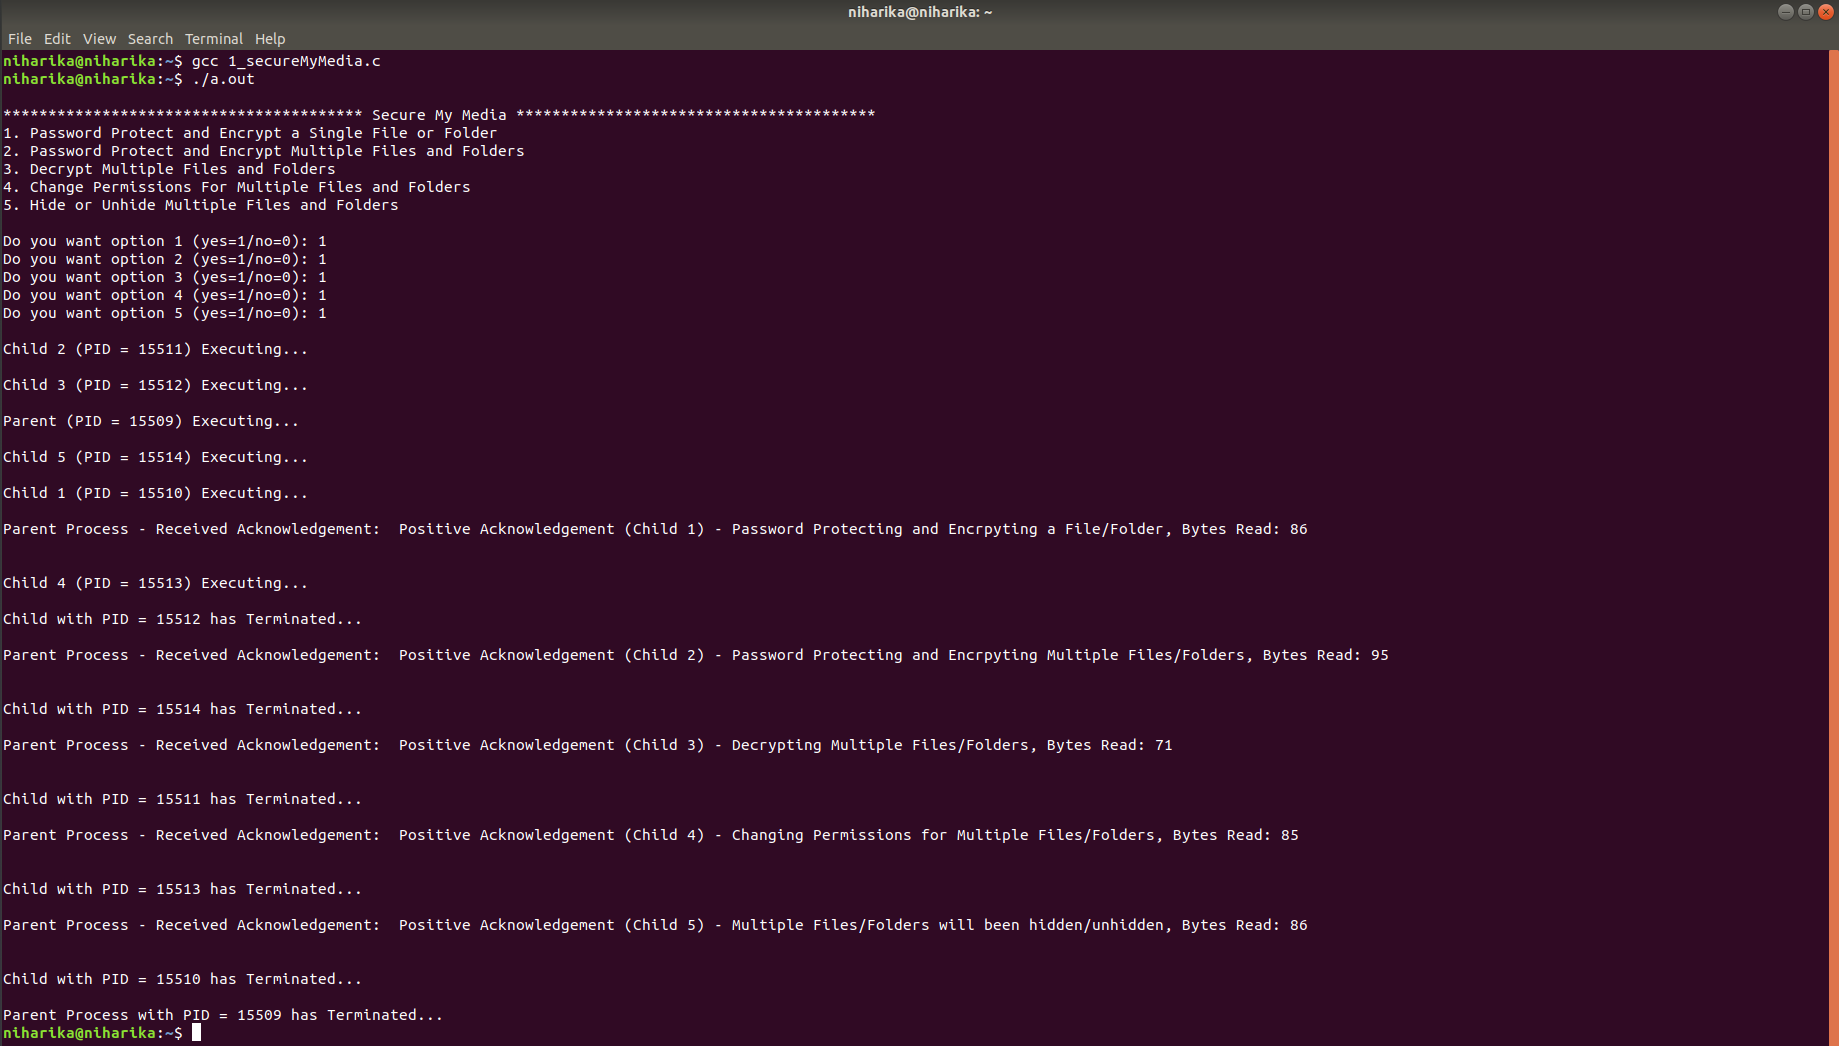 niharika@niharika: ~
File Edit View Search Terminal Help
niharika@niharika:~$ gcc 1_secureMyMedia.c
niharika@niharika:~$ ./a.out
**************************************** Secure My Media ****************************************
1. Password Protect and Encrypt a Single File or Folder
2. Password Protect and Encrypt Multiple Files and Folders
3. Decrypt Multiple Files and Folders
4. Change Permissions For Multiple Files and Folders
5. Hide or Unhide Multiple Files and Folders
Do you want option 1 (yes=1/no=0): 1
Do you want option 2 (yes=1/no=0): 1
Do you want option 3 (yes=1/no=0): 1
Do you want option 4 (yes=1/no=0): 1
Do you want option 5 (yes=1/no=0): 1
Child 2 (PID = 15511) Executing...
Child 3 (PID = 15512) Executing...
Parent (PID = 15509) Executing...
Child 5 (PID = 15514) Executing...
Child 1 (PID = 15510) Executing...
Parent Process - Received Acknowledgement:  Positive Acknowledgement (Child 1) - Password Protecting and Encrpyting a File/Folder, Bytes Read: 86
Child 4 (PID = 15513) Executing...
Child with PID = 15512 has Terminated...
Parent Process - Received Acknowledgement:  Positive Acknowledgement (Child 2) - Password Protecting and Encrpyting Multiple Files/Folders, Bytes Read: 95
Child with PID = 15514 has Terminated...
Parent Process - Received Acknowledgement:  Positive Acknowledgement (Child 3) - Decrypting Multiple Files/Folders, Bytes Read: 71
Child with PID = 15511 has Terminated...
Parent Process - Received Acknowledgement:  Positive Acknowledgement (Child 4) - Changing Permissions for Multiple Files/Folders, Bytes Read: 85
Child with PID = 15513 has Terminated...
Parent Process - Received Acknowledgement:  Positive Acknowledgement (Child 5) - Multiple Files/Folders will been hidden/unhidden, Bytes Read: 86
Child with PID = 15510 has Terminated...
Parent Process with PID = 15509 has Terminated...
niharika@niharika:~$